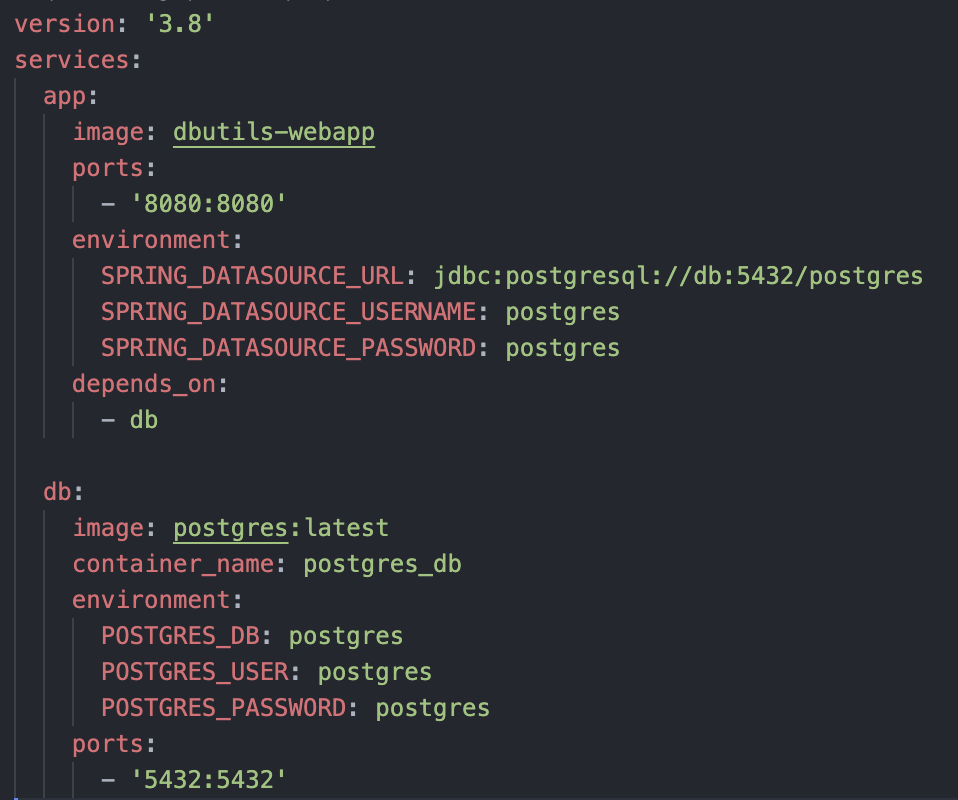 version: '3.8'
services:
  app:
    image: dbutils-webapp
    ports:
      - '8080:8080'
    environment:
      SPRING_DATASOURCE_URL: jdbc:postgresql://db:5432/postgres
      SPRING_DATASOURCE_USERNAME: postgres
      SPRING_DATASOURCE_PASSWORD: postgres
    depends_on:
      - db

  db:
    image: postgres:latest
    container_name: postgres_db
    environment:
      POSTGRES_DB: postgres
      POSTGRES_USER: postgres
      POSTGRES_PASSWORD: postgres
    ports:
      - '5432:5432'